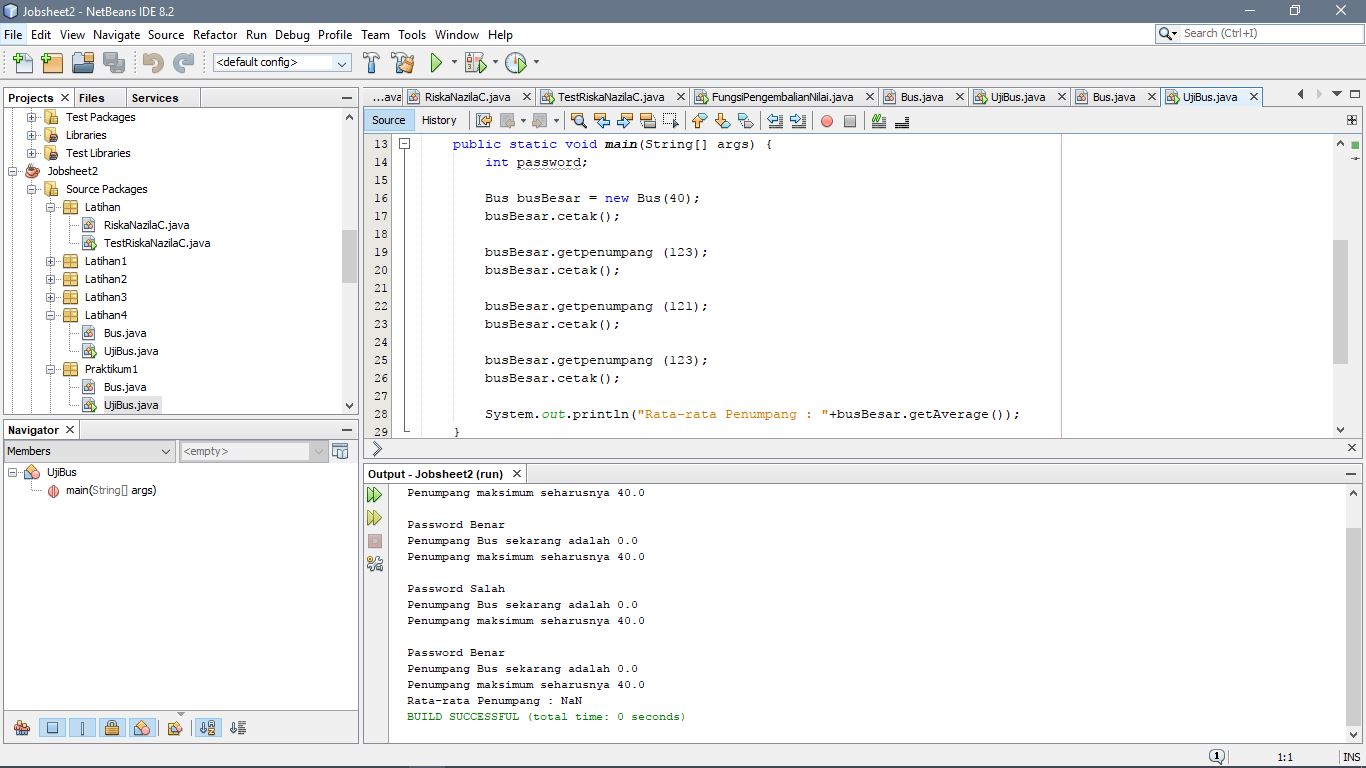 Jobsheet2 - NetBeans IDE 8.2
File Edit View Navigate Source Refactor Run Debug Profile Team Tools Window Help
Search (Ctrl+I)
<default config>
Projects Files Services
Test Packages
Libraries
Test Libraries
Jobsheet2
Source Packages
Latihan
RiskaNazilaC.java
TestRiskaNazilaC.java
Latihan1
Latihan2
Latihan3
Latihan4
Bus.java
UjiBus.java
Praktikum1
Bus.java
UjiBus.java
Navigator
Members <empty>
UjiBus
main(String[] args)
...ava RiskaNazilaC.java TestRiskaNazilaC.java FungsiPengembalianNilai.java Bus.java UjiBus.java Bus.java UjiBus.java
Source History
13 public static void main(String[] args) {
14 int password;
15
16 Bus busBesar = new Bus(40);
17 busBesar.cetak();
18
19 busBesar.getpenumpang (123);
20 busBesar.cetak();
21
22 busBesar.getpenumpang (121);
23 busBesar.cetak();
24
25 busBesar.getpenumpang (123);
26 busBesar.cetak();
27
28 System.out.println("Rata-rata Penumpang : "+busBesar.getAverage());
29 }
Output - Jobsheet2 (run)
Penumpang maksimum seharusnya 40.0
Password Benar
Penumpang Bus sekarang adalah 0.0
Penumpang maksimum seharusnya 40.0
Password Salah
Penumpang Bus sekarang adalah 0.0
Penumpang maksimum seharusnya 40.0
Password Benar
Penumpang Bus sekarang adalah 0.0
Penumpang maksimum seharusnya 40.0
Rata-rata Penumpang : NaN
BUILD SUCCESSFUL (total time: 0 seconds)
1 1:1 INS